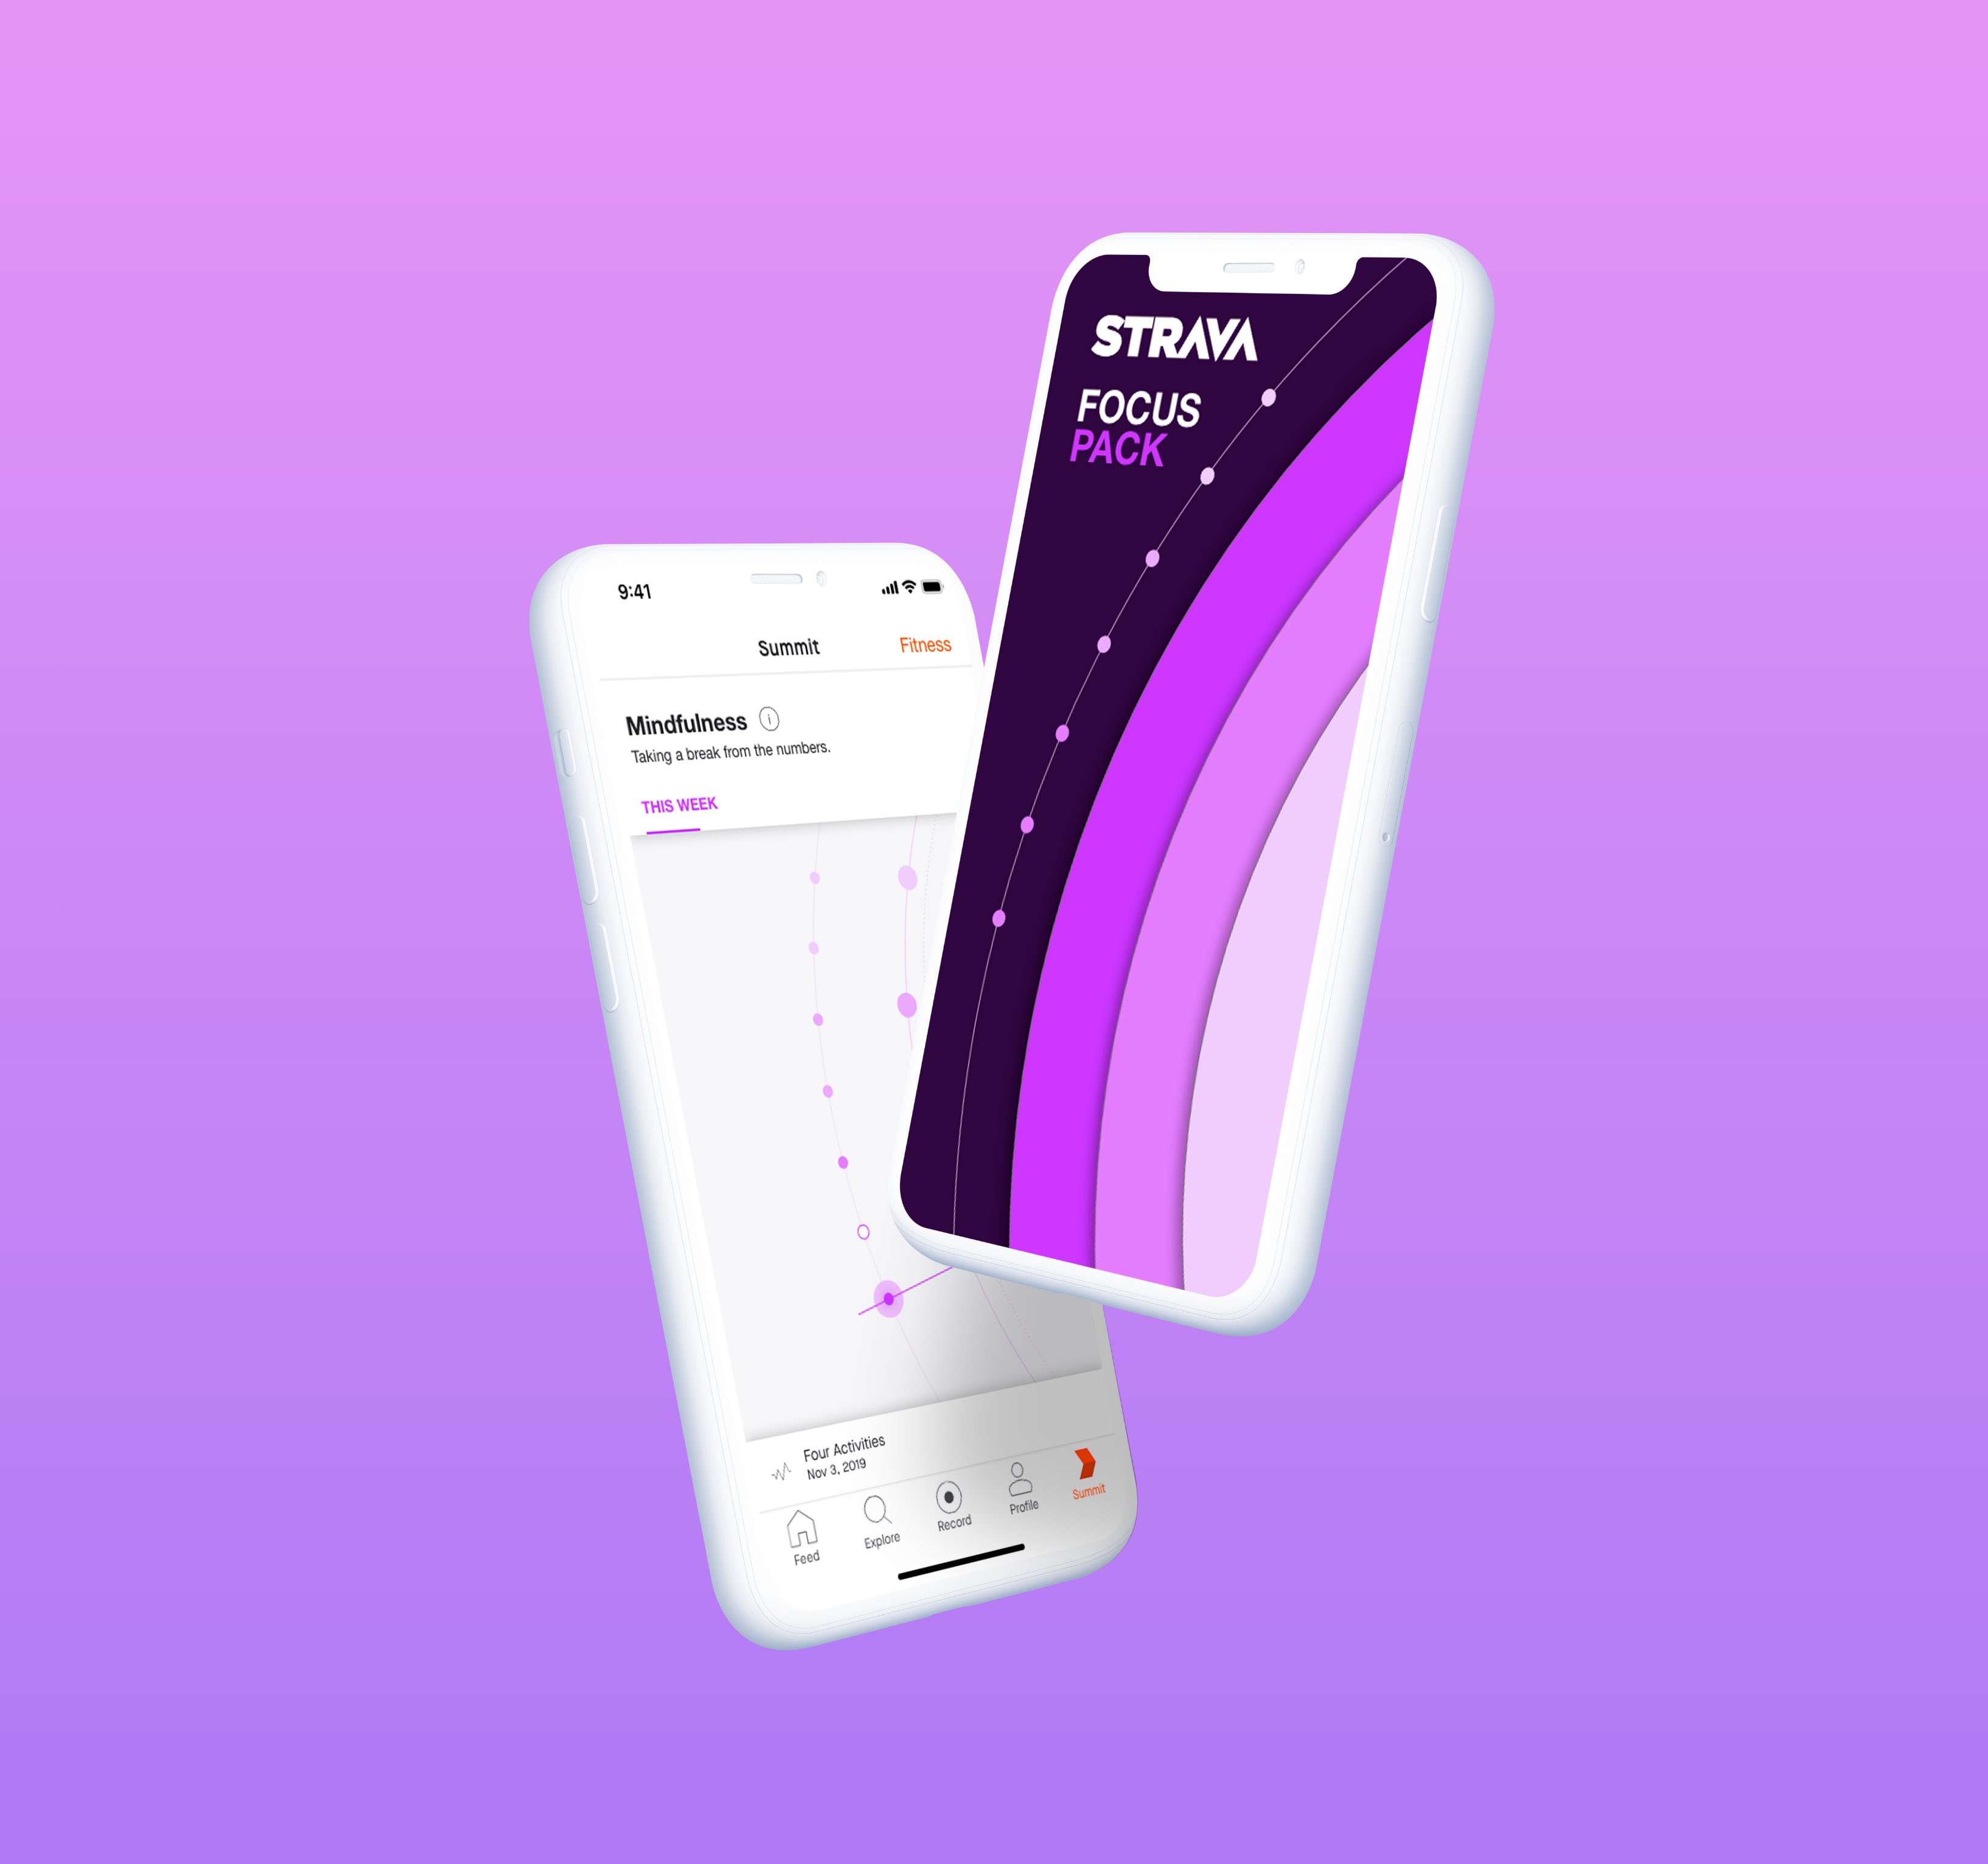 STRAVA
FOCUS
PACK
9:41
Summit
Fitness
Mindfulness
Taking a break from the numbers.
THIS WEEK
Four Activities
Nov 3, 2019
Feed
Explore
Record
Profile
Summit